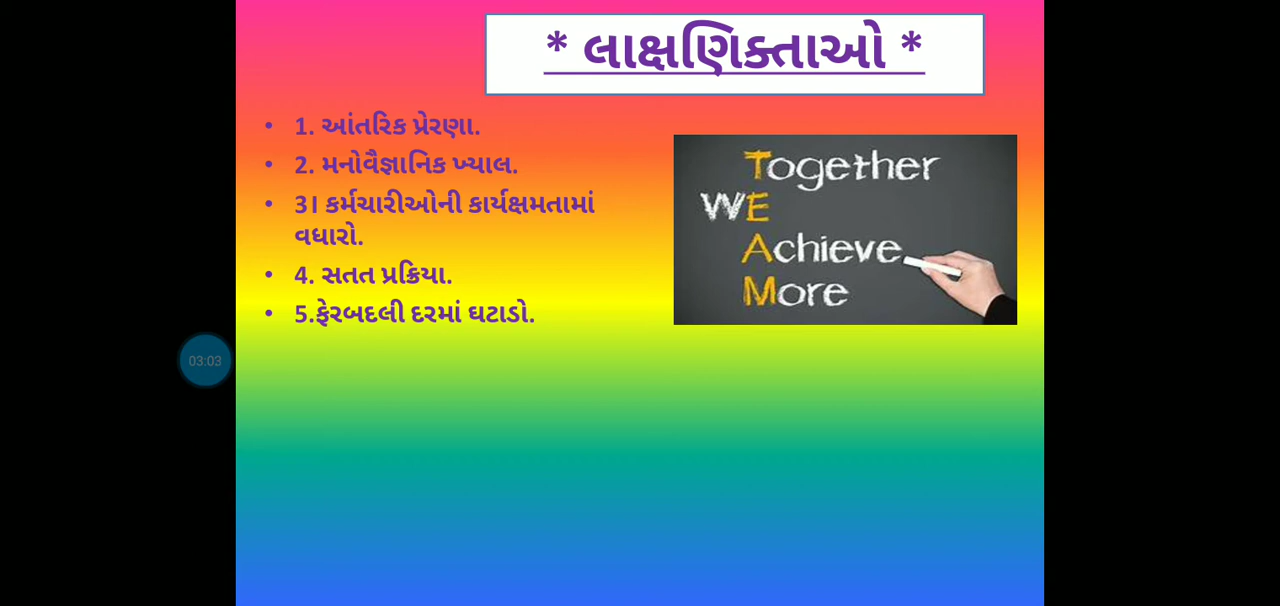 * લાક્ષણિક્તાઓ *
• 1. આંતરિક પ્રેરણા.
• 2. મનોવૈજ્ઞાનિક ખ્યાલ.
• 3। કર્મચારીઓની કાર્યક્ષમતામાં
વધારો.
• 4. સતત પ્રક્રિયા.
• 5.ફેરબદલી દરમાં ઘટાડો.
Together
WE
Achieve
More
03:03